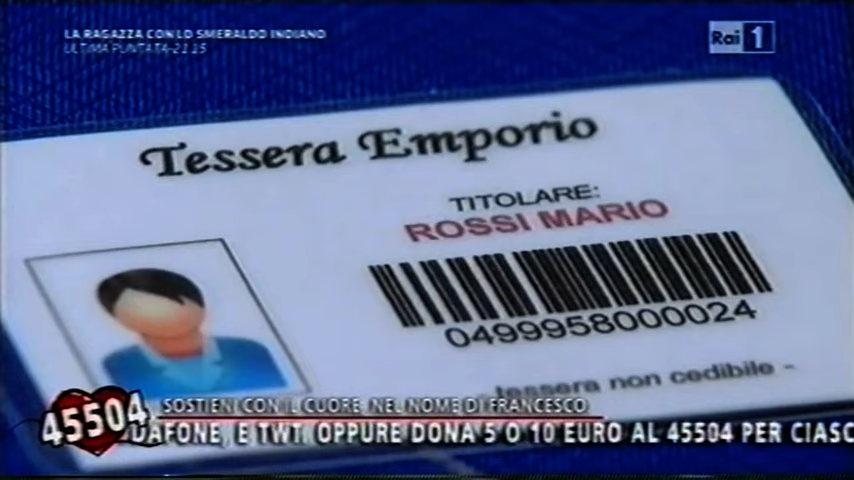 LA RAGAZZA CON LO SMERALDO INDIANO
ULTIMA PUNTATA-21.15
Rai 1
Tessera Emporio
TITOLARE:
ROSSI MARIO
0499958000024
- tessera non cedibile -
45504
SOSTIENI CON IL CUORE, NEL NOME DI FRANCESCO
DAFONE, E TWT. OPPURE DONA 5 O 10 EURO AL 45504 PER CIASC